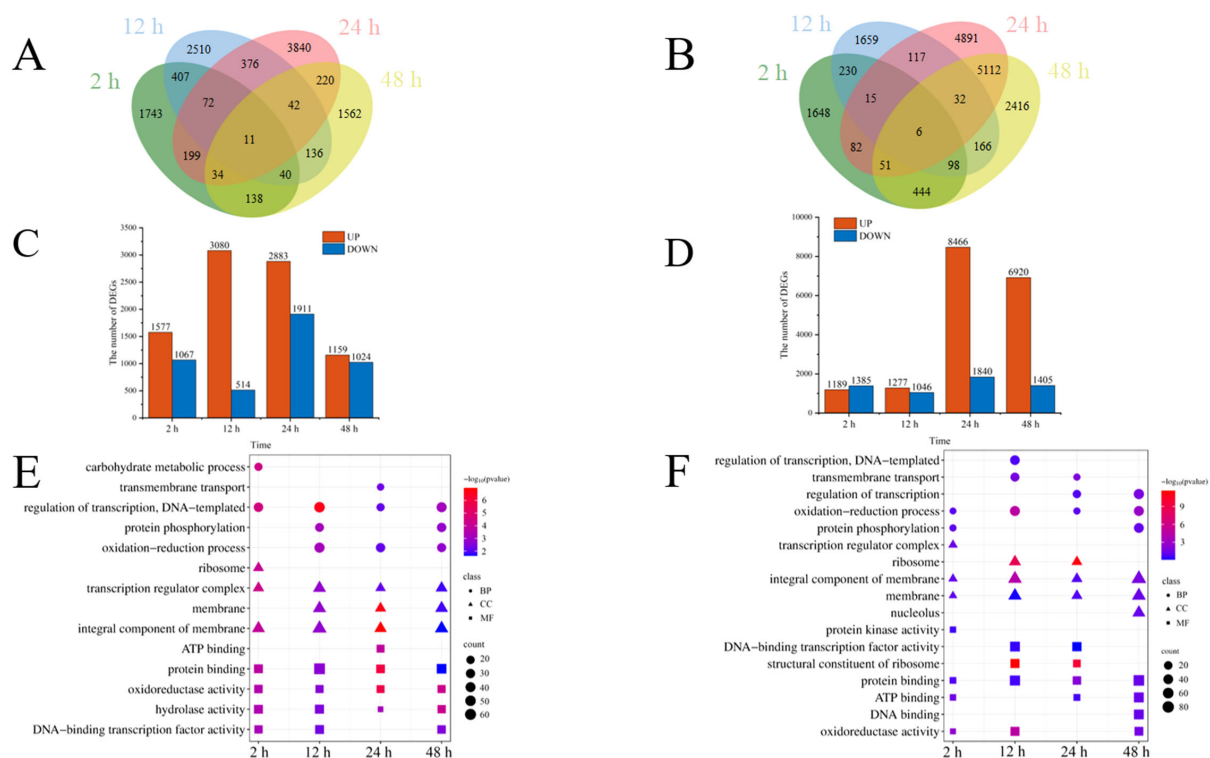 A
12 h
24 h
2 h
48 h
2510
3840
407
376
220
1743
72
42
1562
11
199
136
34
40
138
B
12 h
24 h
2 h
48 h
1659
4891
230
117
5112
1648
15
32
2416
6
82
166
51
98
444
C
The number of DEGs
3500
3000
2500
2000
1500
1000
500
0
UP
DOWN
1577
1067
3080
514
2883
1911
1159
1024
2 h
12 h
24 h
48 h
Time
D
The number of DEGs
10000
8000
6000
4000
2000
0
UP
DOWN
1189
1385
1277
1046
8466
1840
6920
1405
2 h
12 h
24 h
48 h
Time
E
carbohydrate metabolic process
transmembrane transport
regulation of transcription, DNA−templated
protein phosphorylation
oxidation−reduction process
ribosome
transcription regulator complex
membrane
integral component of membrane
ATP binding
protein binding
oxidoreductase activity
hydrolase activity
DNA−binding transcription factor activity
2 h
12 h
24 h
48 h
−log10(pvalue)
6
5
4
3
2
class
BP
CC
MF
count
20
30
40
50
60
F
regulation of transcription, DNA−templated
transmembrane transport
regulation of transcription
oxidation−reduction process
protein phosphorylation
transcription regulator complex
ribosome
integral component of membrane
membrane
nucleolus
protein kinase activity
DNA−binding transcription factor activity
structural constituent of ribosome
protein binding
ATP binding
DNA binding
oxidoreductase activity
2 h
12 h
24 h
48 h
−log10(pvalue)
9
6
3
class
BP
CC
MF
count
20
40
60
80